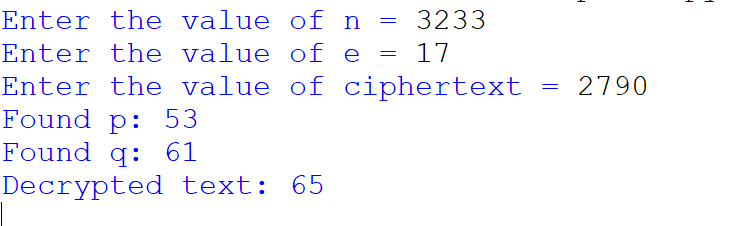 Enter the value of n = 3233
Enter the value of e = 17
Enter the value of ciphertext = 2790
Found p: 53
Found q: 61
Decrypted text: 65